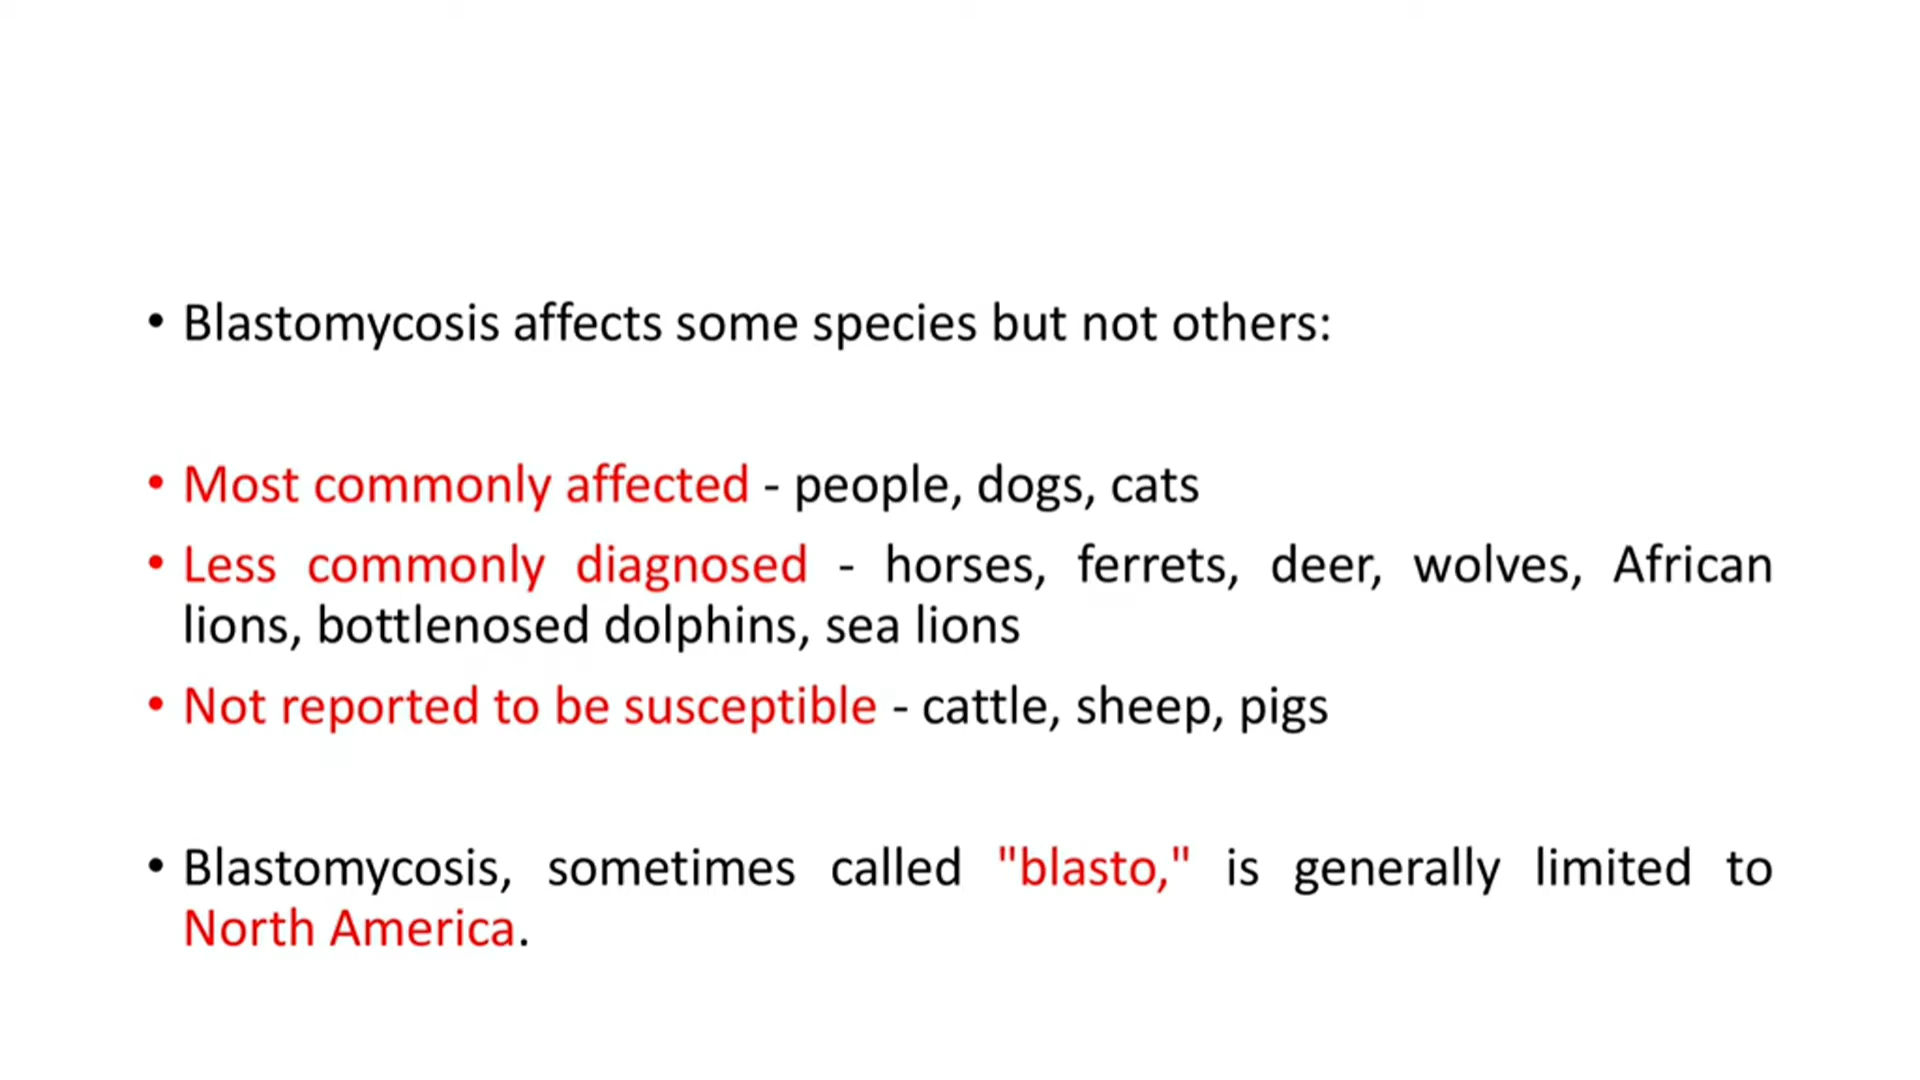 • Blastomycosis affects some species but not others:
• Most commonly affected - people, dogs, cats
• Less commonly diagnosed - horses, ferrets, deer, wolves, African
lions, bottlenosed dolphins, sea lions
• Not reported to be susceptible - cattle, sheep, pigs
• Blastomycosis, sometimes called "blasto," is generally limited to
North America.